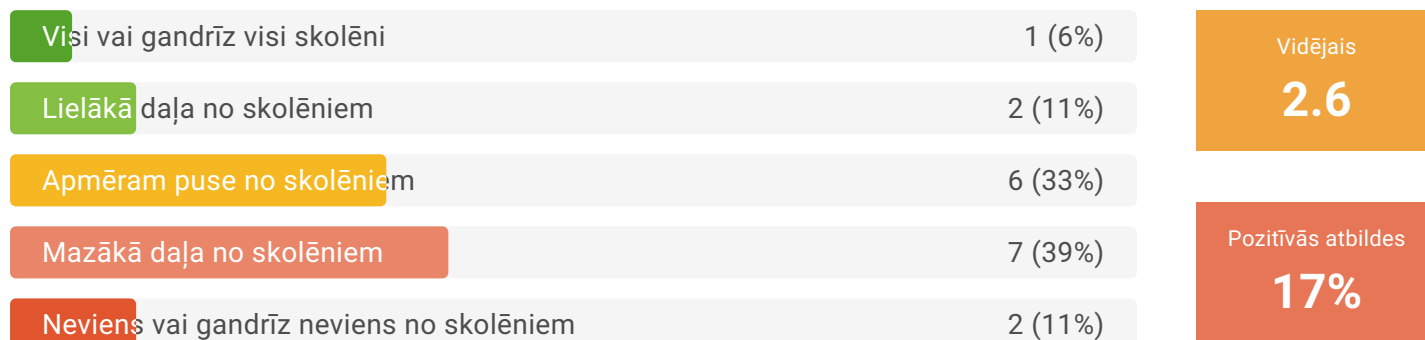 Visi vai gandrīz visi skolēni 1 (6%)
Lielākā daļa no skolēniem 2 (11%)
Apmēram puse no skolēniem 6 (33%)
Mazākā daļa no skolēniem 7 (39%)
Neviens vai gandrīz neviens no skolēniem 2 (11%)
Vidējais
2.6
Pozitīvās atbildes
17%